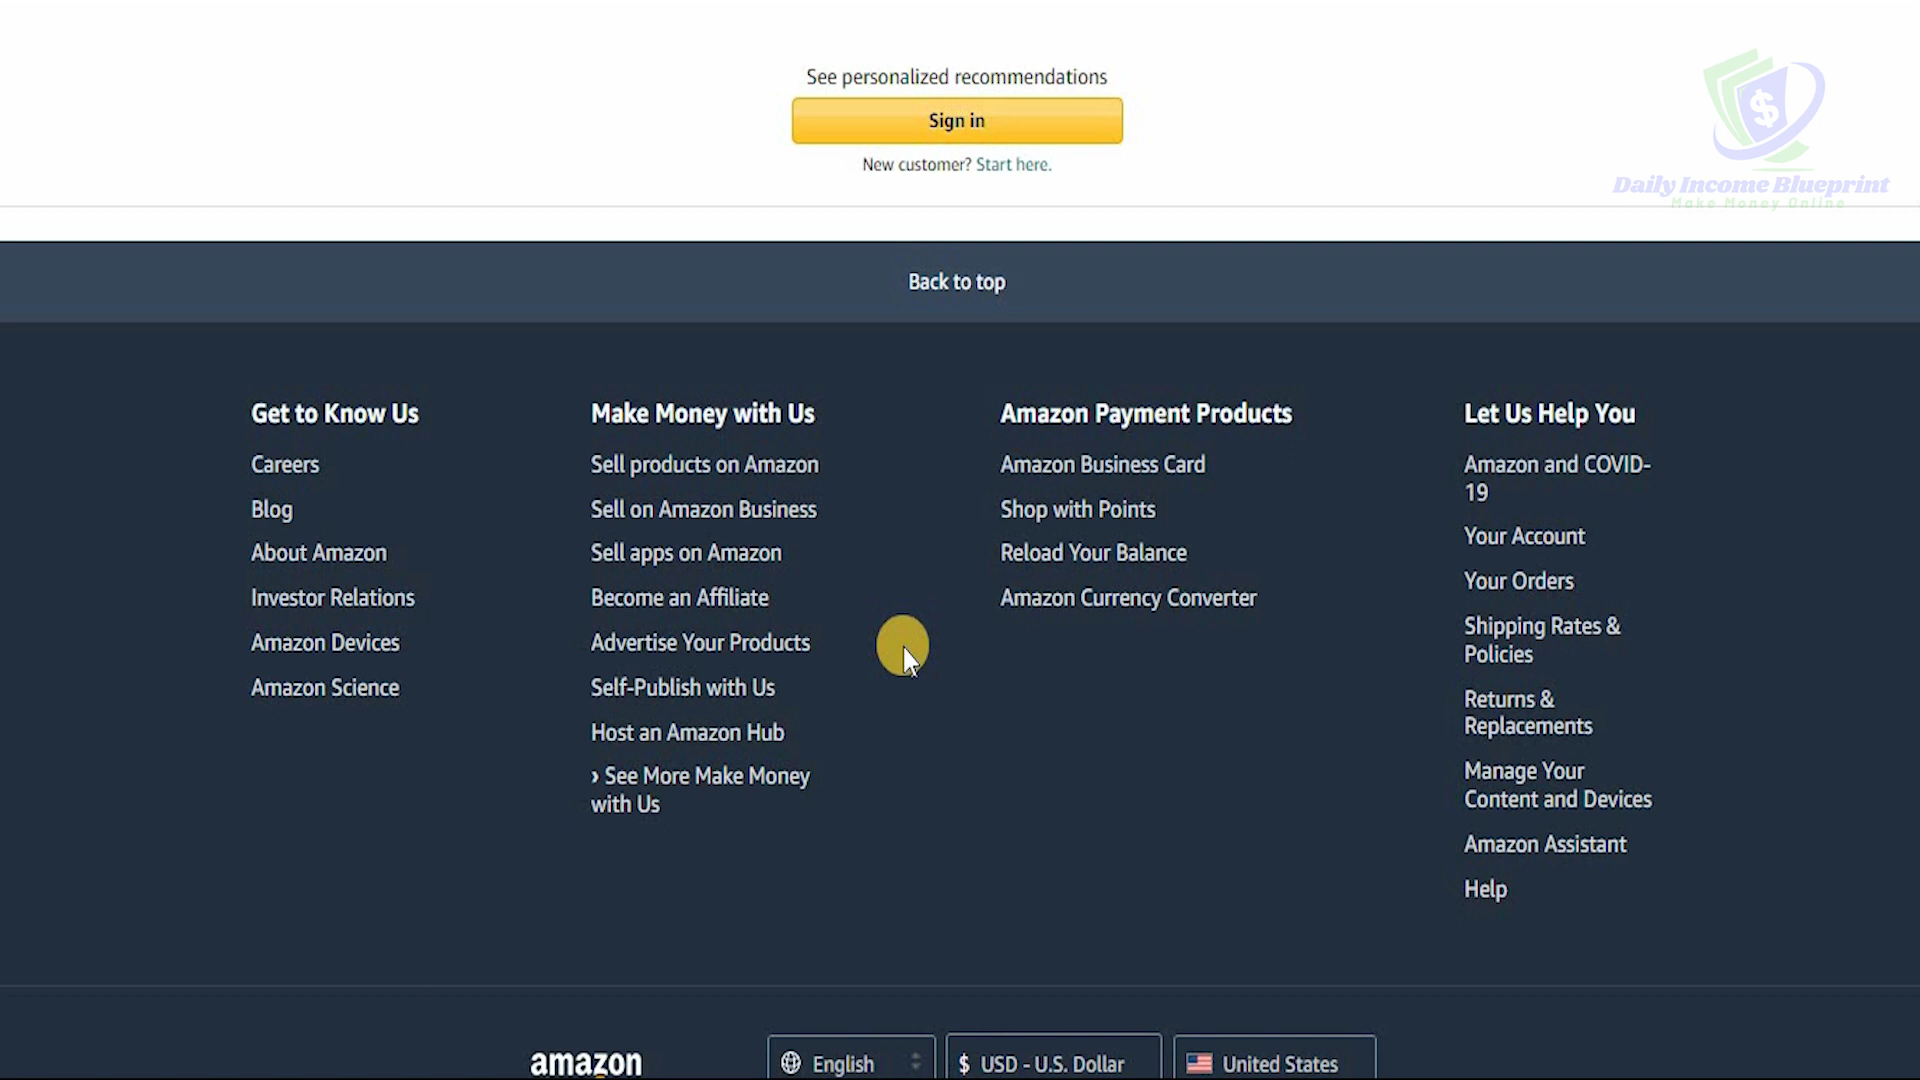 See personalized recommendations
Sign in
New customer? Start here.
$
Daily Income Blueprint
Make Money Online
Back to top
Get to Know Us
Careers
Blog
About Amazon
Investor Relations
Amazon Devices
Amazon Science
Make Money with Us
Sell products on Amazon
Sell on Amazon Business
Sell apps on Amazon
Become an Affiliate
Advertise Your Products
Self-Publish with Us
Host an Amazon Hub
› See More Make Money
with Us
Amazon Payment Products
Amazon Business Card
Shop with Points
Reload Your Balance
Amazon Currency Converter
Let Us Help You
Amazon and COVID-
19
Your Account
Your Orders
Shipping Rates &
Policies
Returns &
Replacements
Manage Your
Content and Devices
Amazon Assistant
Help
amazon
English
$ USD - U.S. Dollar
United States